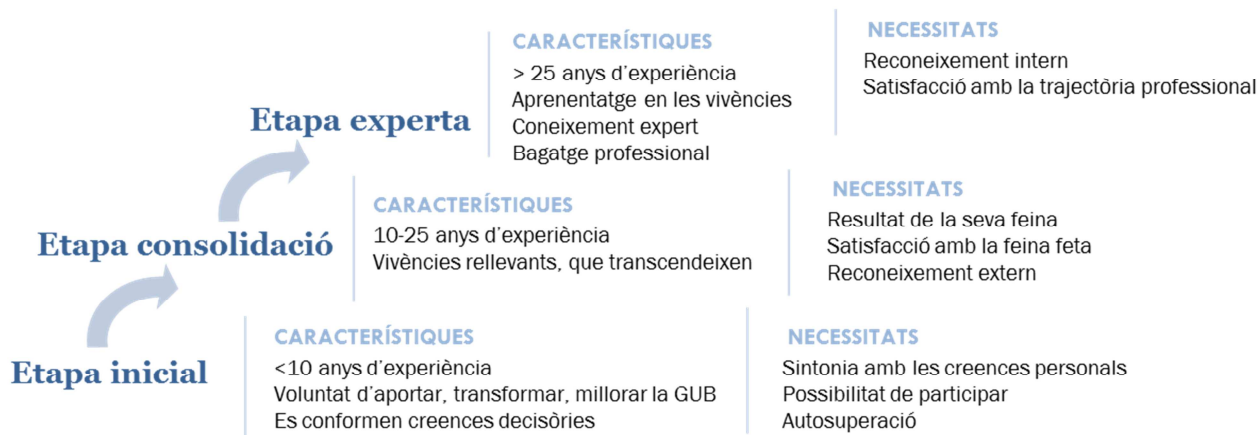 Etapa experta
CARACTERÍSTIQUES
> 25 anys d'experiència
Aprenentatge en les vivències
Coneixement expert
Bagatge professional
NECESSITATS
Reconeixement intern
Satisfacció amb la trajectòria professional
Etapa consolidació
CARACTERÍSTIQUES
10-25 anys d'experiència
Vivències rellevants, que transcendeixen
NECESSITATS
Resultat de la seva feina
Satisfacció amb la feina feta
Reconeixement extern
Etapa inicial
CARACTERÍSTIQUES
<10 anys d'experiència
Voluntat d'aportar, transformar, millorar la GUB
Es conformen creences decisòries
NECESSITATS
Sintonia amb les creences personals
Possibilitat de participar
Autosuperació